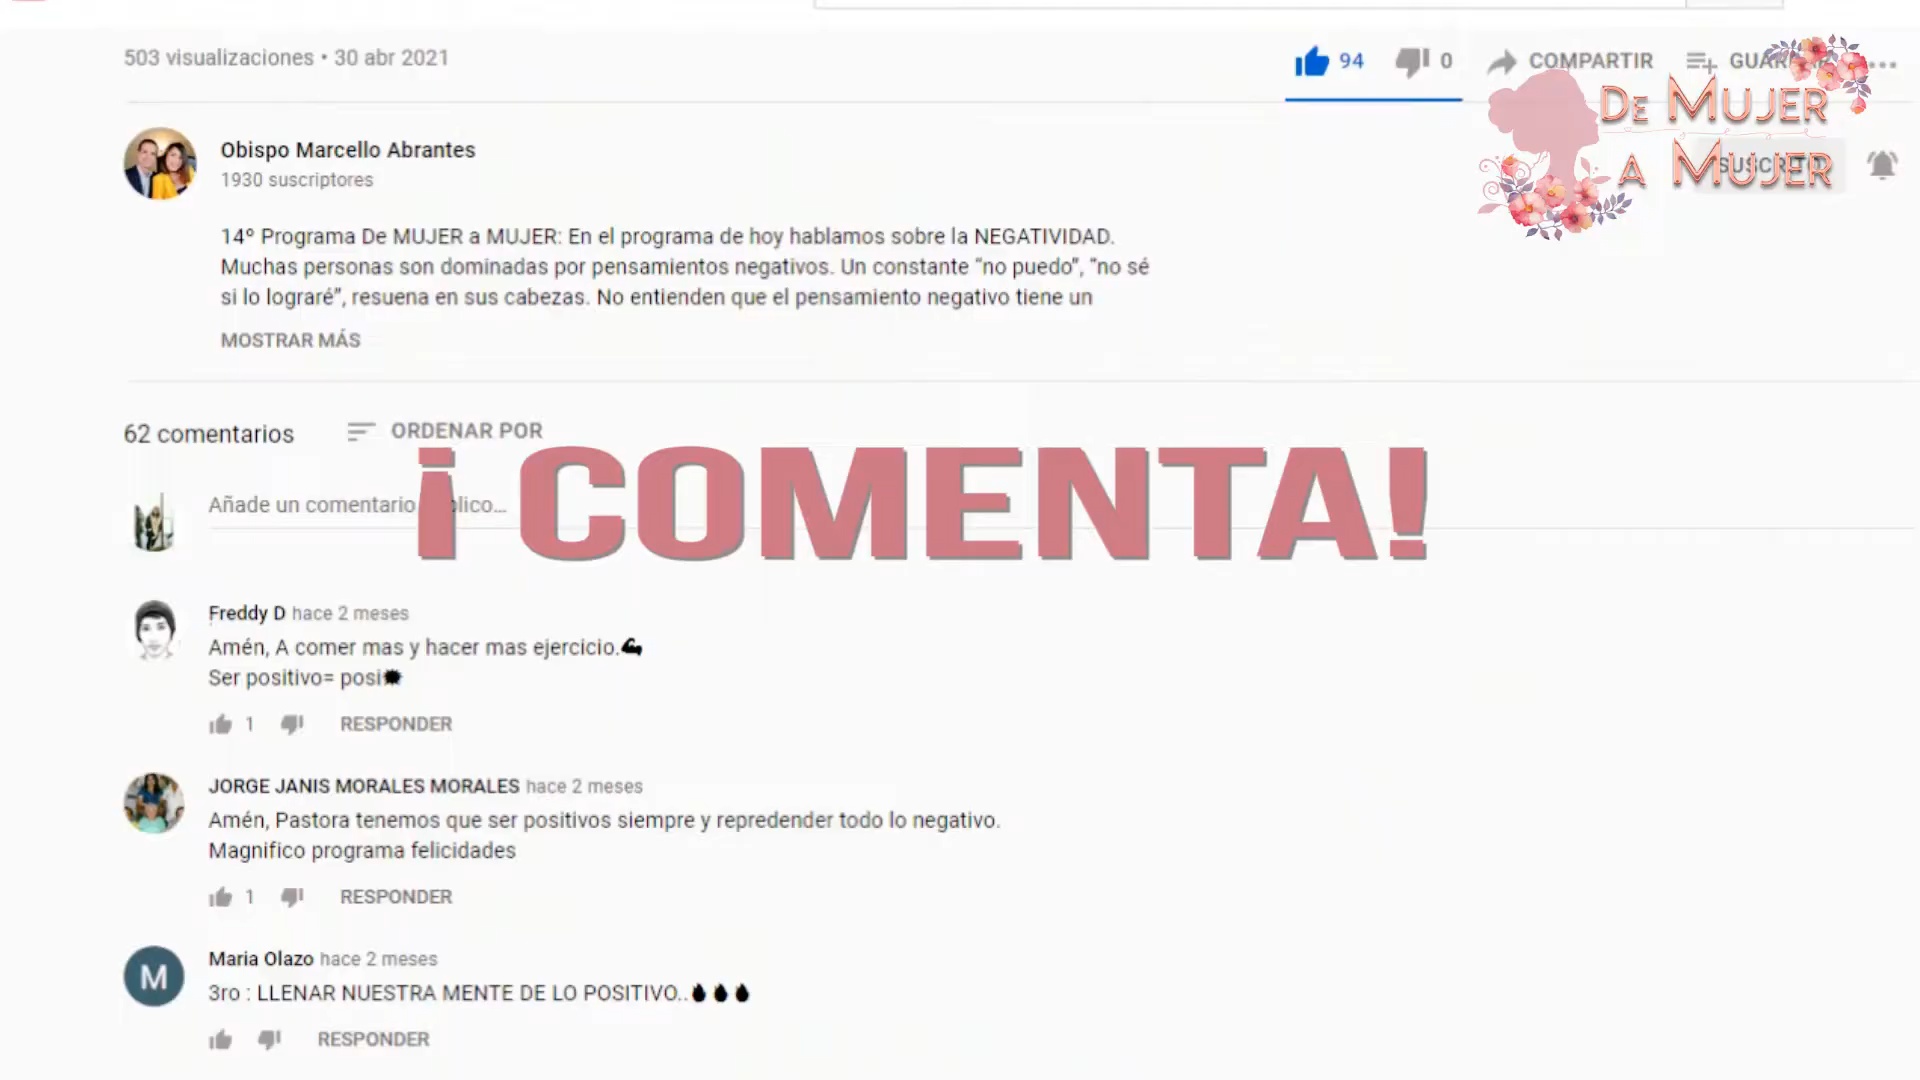 503 visualizaciones • 30 abr 2021
94
0
COMPARTIR
DE MUJER
A MUJER
Obispo Marcello Abrantes
1930 suscriptores
14º Programa De MUJER a MUJER: En el programa de hoy hablamos sobre la NEGATIVIDAD.
Muchas personas son dominadas por pensamientos negativos. Un constante “no puedo”, “no sé
si lo lograré”, resuena en sus cabezas. No entienden que el pensamiento negativo tiene un
MOSTRAR MÁS
62 comentarios
ORDENAR POR
¡COMENTA!
Añade un comentario
Freddy D hace 2 meses
Amén, A comer mas y hacer mas ejercicio.
Ser positivo= posi
1
RESPONDER
JORGE JANIS MORALES MORALES hace 2 meses
Amén, Pastora tenemos que ser positivos siempre y repredender todo lo negativo.
Magnifico programa felicidades
1
RESPONDER
M
Maria Olazo hace 2 meses
3ro : LLENAR NUESTRA MENTE DE LO POSITIVO..
RESPONDER